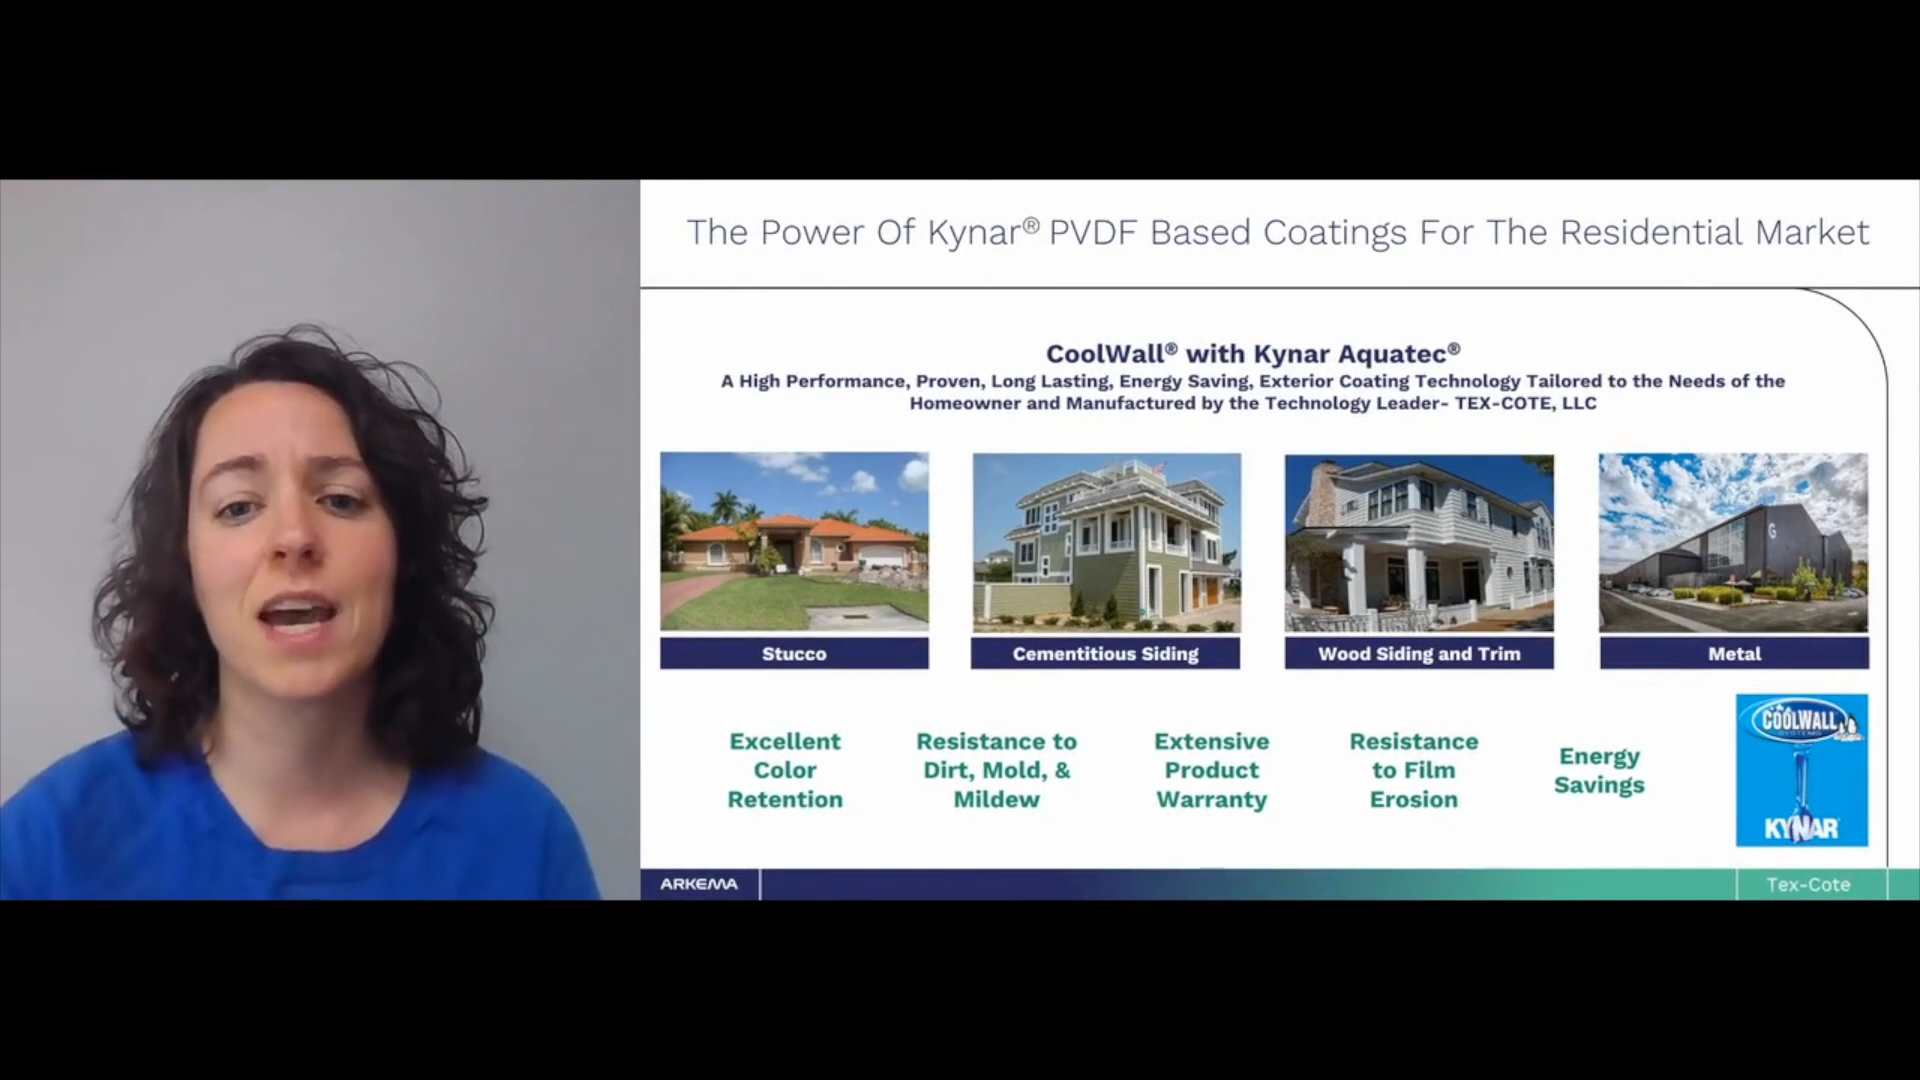 The Power Of Kynar® PVDF Based Coatings For The Residential Market
CoolWall® with Kynar Aquatec®
A High Performance, Proven, Long Lasting, Energy Saving, Exterior Coating Technology Tailored to the Needs of the
Homeowner and Manufactured by the Technology Leader- TEX-COTE, LLC
G
Stucco
Cementitious Siding
Wood Siding and Trim
Metal
Excellent
Color
Retention
Resistance to
Dirt, Mold, &
Mildew
Extensive
Product
Warranty
Resistance
to Film
Erosion
Energy
Savings
COOLWALL
SYSTEMS
KYNAR
ARKEMA
Tex-Cote